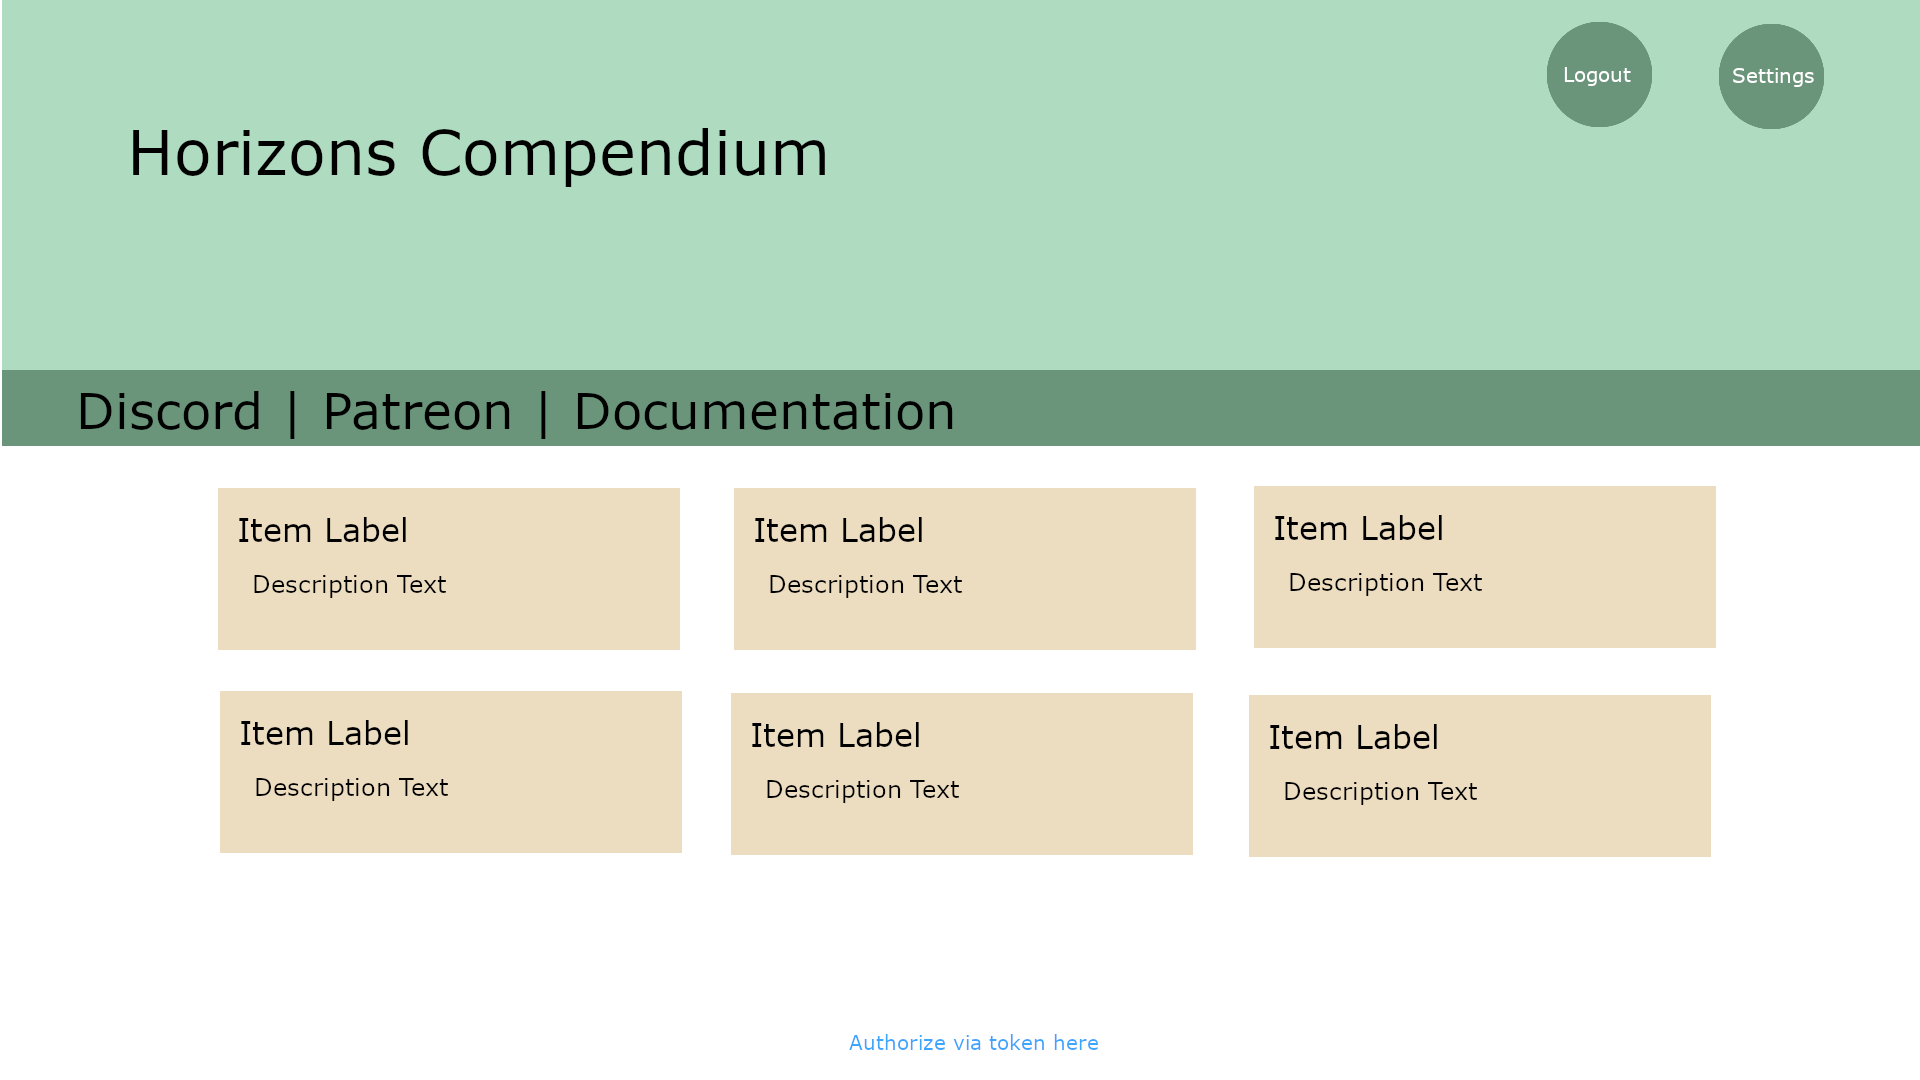 Logout
Settings
Horizons Compendium
Discord | Patreon | Documentation
Item Label
Description Text
Item Label
Description Text
Item Label
Description Text
Item Label
Description Text
Item Label
Description Text
Item Label
Description Text
Authorize via token here